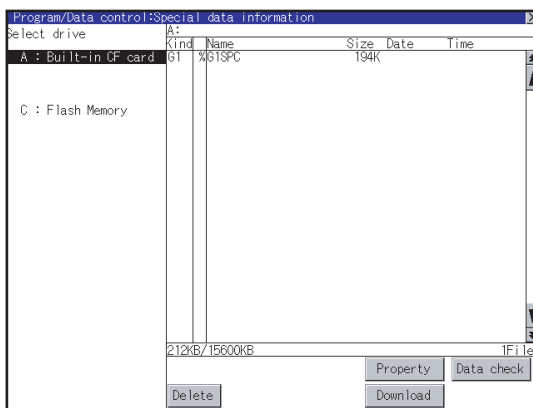 Program/Data control:Special data information
Select drive
A:
Kind Name Size Date Time
A : Built-in CF card
G1 %G1SPC 194K
C : Flash Memory
212KB/15600KB 1File
Property Data check
Delete Download